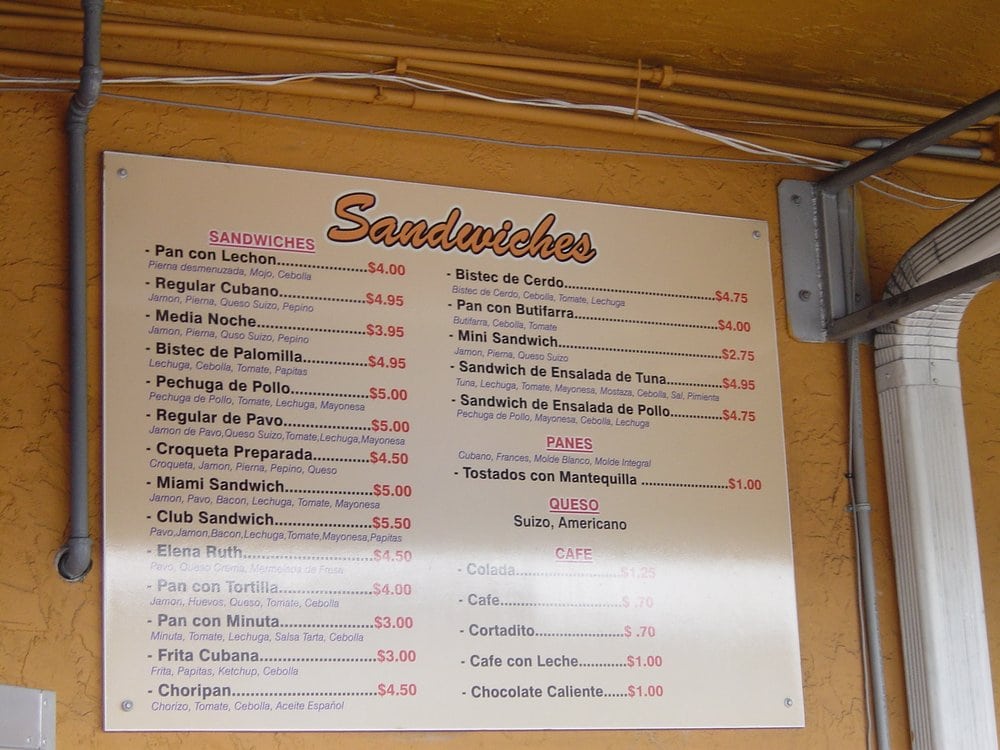 Sandwiches
SANDWICHES
- Pan con Lechon......................$4.00
Pierna desmenuzada, Mojo, Cebolla
- Regular Cubano.....................$4.95
Jamon, Pierna, Queso Suizo, Pepino
- Media Noche..........................$3.95
Jamon, Pierna, Quso Suizo, Pepino
- Bistec de Palomilla................$4.95
Lechuga, Cebolla, Tomate, Papitas
- Pechuga de Pollo...................$5.00
Pechuga de Pollo, Tomate, Lechuga, Mayonesa
- Regular de Pavo.....................$5.00
Jamon de Pavo,Queso Suizo,Tomate,Lechuga,Mayonesa
- Croqueta Preparada..............$4.50
Croqueta, Jamon, Pierna, Pepino, Queso
- Miami Sandwich.....................$5.00
Jamon, Pavo, Bacon, Lechuga, Tomate, Mayonesa
- Club Sandwich.......................$5.50
Pavo,Jamon,Bacon,Lechuga,Tomate,Mayonesa,Papitas
- Elena Ruth...............................$4.50
Pavo, Queso Crema, Mermelada de Fresa
- Pan con Tortilla......................$4.00
Jamon, Huevos, Queso, Tomate, Cebolla
- Pan con Minuta......................$3.00
Minuta, Tomate, Lechuga, Salsa Tarta, Cebolla
- Frita Cubana............................$3.00
Frita, Papitas, Ketchup, Cebolla
- Choripan...................................$4.50
Chorizo, Tomate, Cebolla, Aceite Español
- Bistec de Cerdo.....................................$4.75
Bistec de Cerdo, Cebolla, Tomate, Lechuga
- Pan con Butifarra...................................$4.00
Butifarra, Cebolla, Tomate
- Mini Sandwich........................................$2.75
Jamon, Pierna, Queso Suizo
- Sandwich de Ensalada de Tuna.............$4.95
Tuna, Lechuga, Tomate, Mayonesa, Mostaza, Cebolla, Sal, Pimienta
- Sandwich de Ensalada de Pollo.............$4.75
Pechuga de Pollo, Mayonesa, Cebolla, Lechuga
PANES
Cubano, Frances, Molde Blanco, Molde Integral
- Tostados con Mantequilla .....................$1.00
QUESO
Suizo, Americano
CAFE
- Colada..........................$1.25
- Cafe..............................$ .70
- Cortadito......................$ .70
- Cafe con Leche............$1.00
- Chocolate Caliente......$1.00